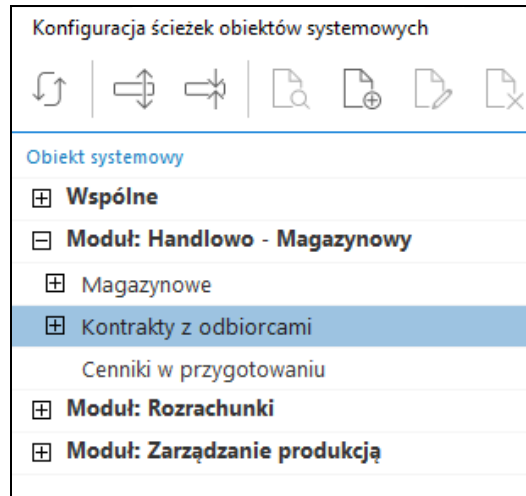 Konfiguracja ścieżek obiektów systemowych
Obiekt systemowy
Wspólne
Moduł: Handlowo - Magazynowy
Magazynowe
Kontrakty z odbiorcami
Cenniki w przygotowaniu
Moduł: Rozrachunki
Moduł: Zarządzanie produkcją